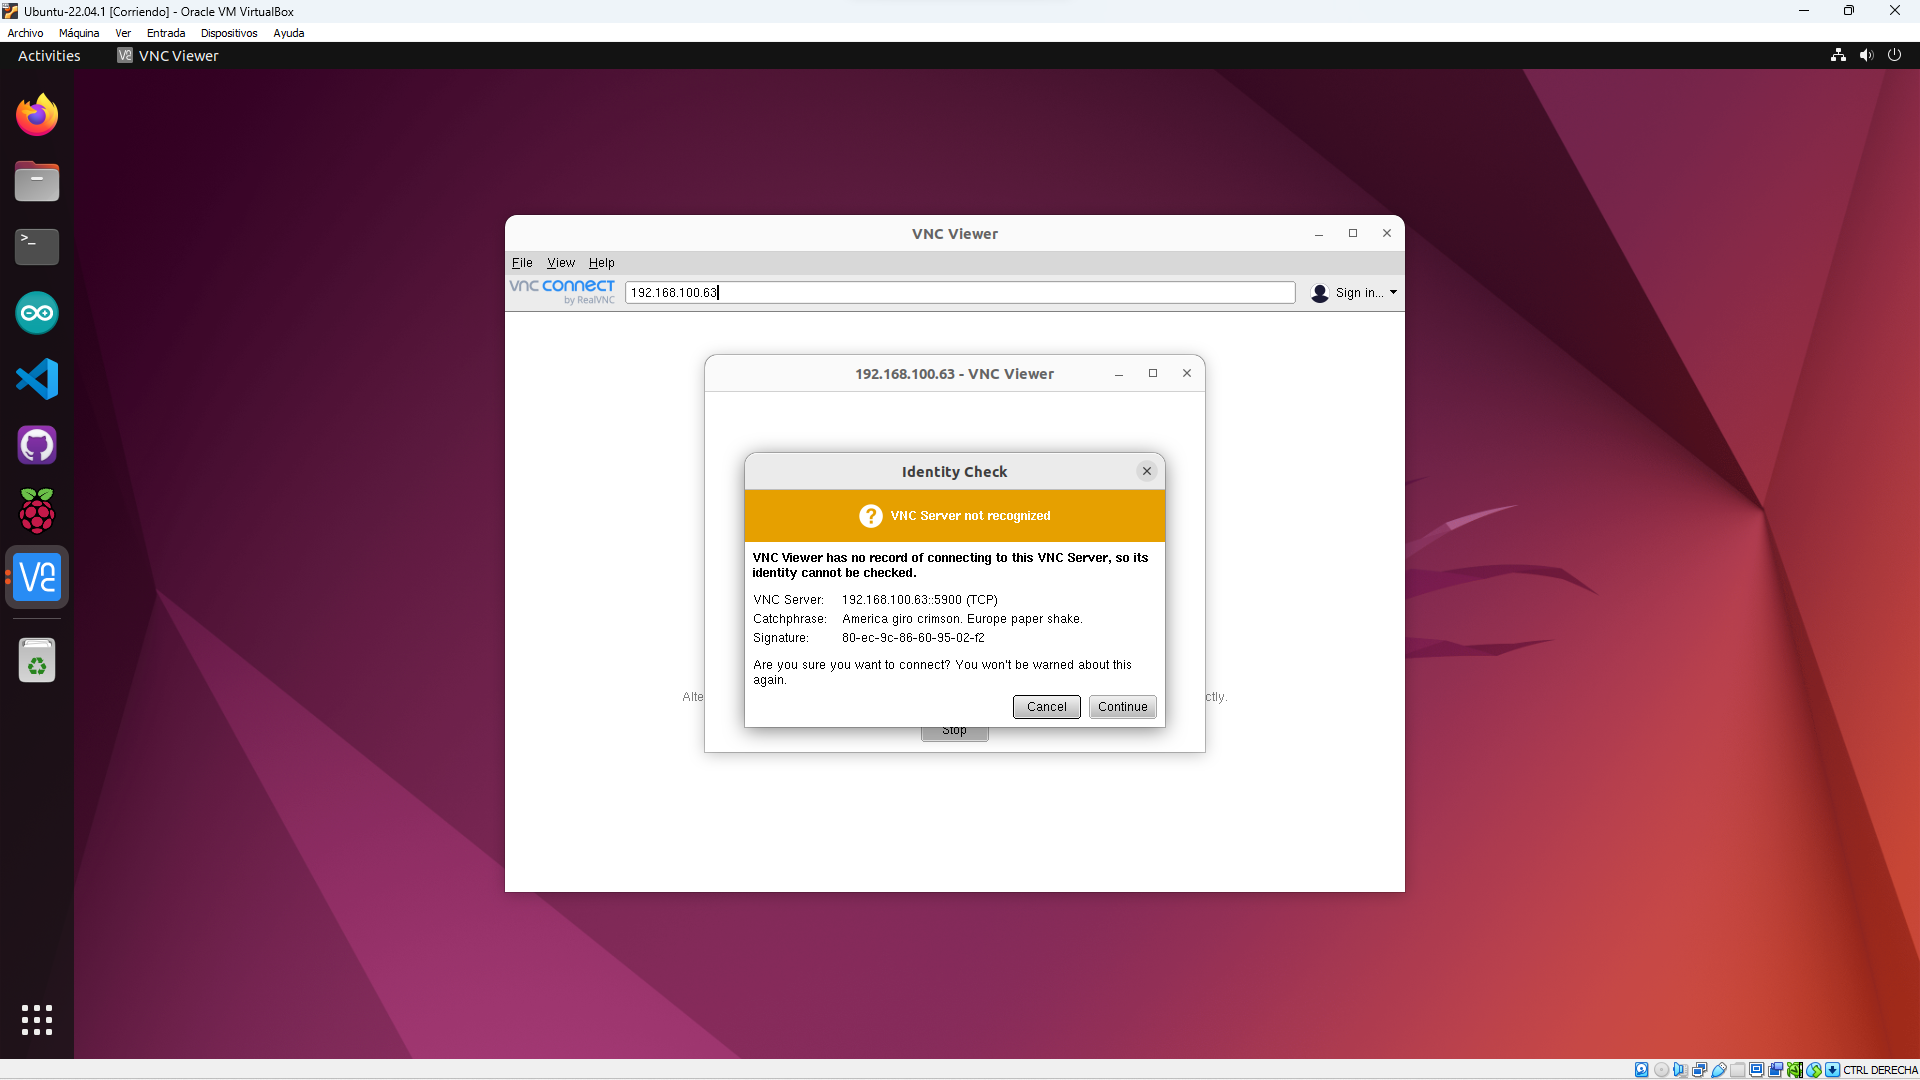 Ubuntu-22.04.1 [Corriendo] - Oracle VM VirtualBox
Archivo Máquina Ver Entrada Dispositivos Ayuda
Activities VNC Viewer
VNC Viewer
File View Help
vnc connect
by RealVNC
192.168.100.63
Sign in...
192.168.100.63 - VNC Viewer
Identity Check
VNC Server not recognized
VNC Viewer has no record of connecting to this VNC Server, so its
identity cannot be checked.
VNC Server: 192.168.100.63::5900 (TCP)
Catchphrase: America giro crimson. Europe paper shake.
Signature: 80-ec-9c-86-60-95-02-f2
Are you sure you want to connect? You won't be warned about this
again.
Alte ctly.
Cancel Continue
Stop
CTRL DERECHA